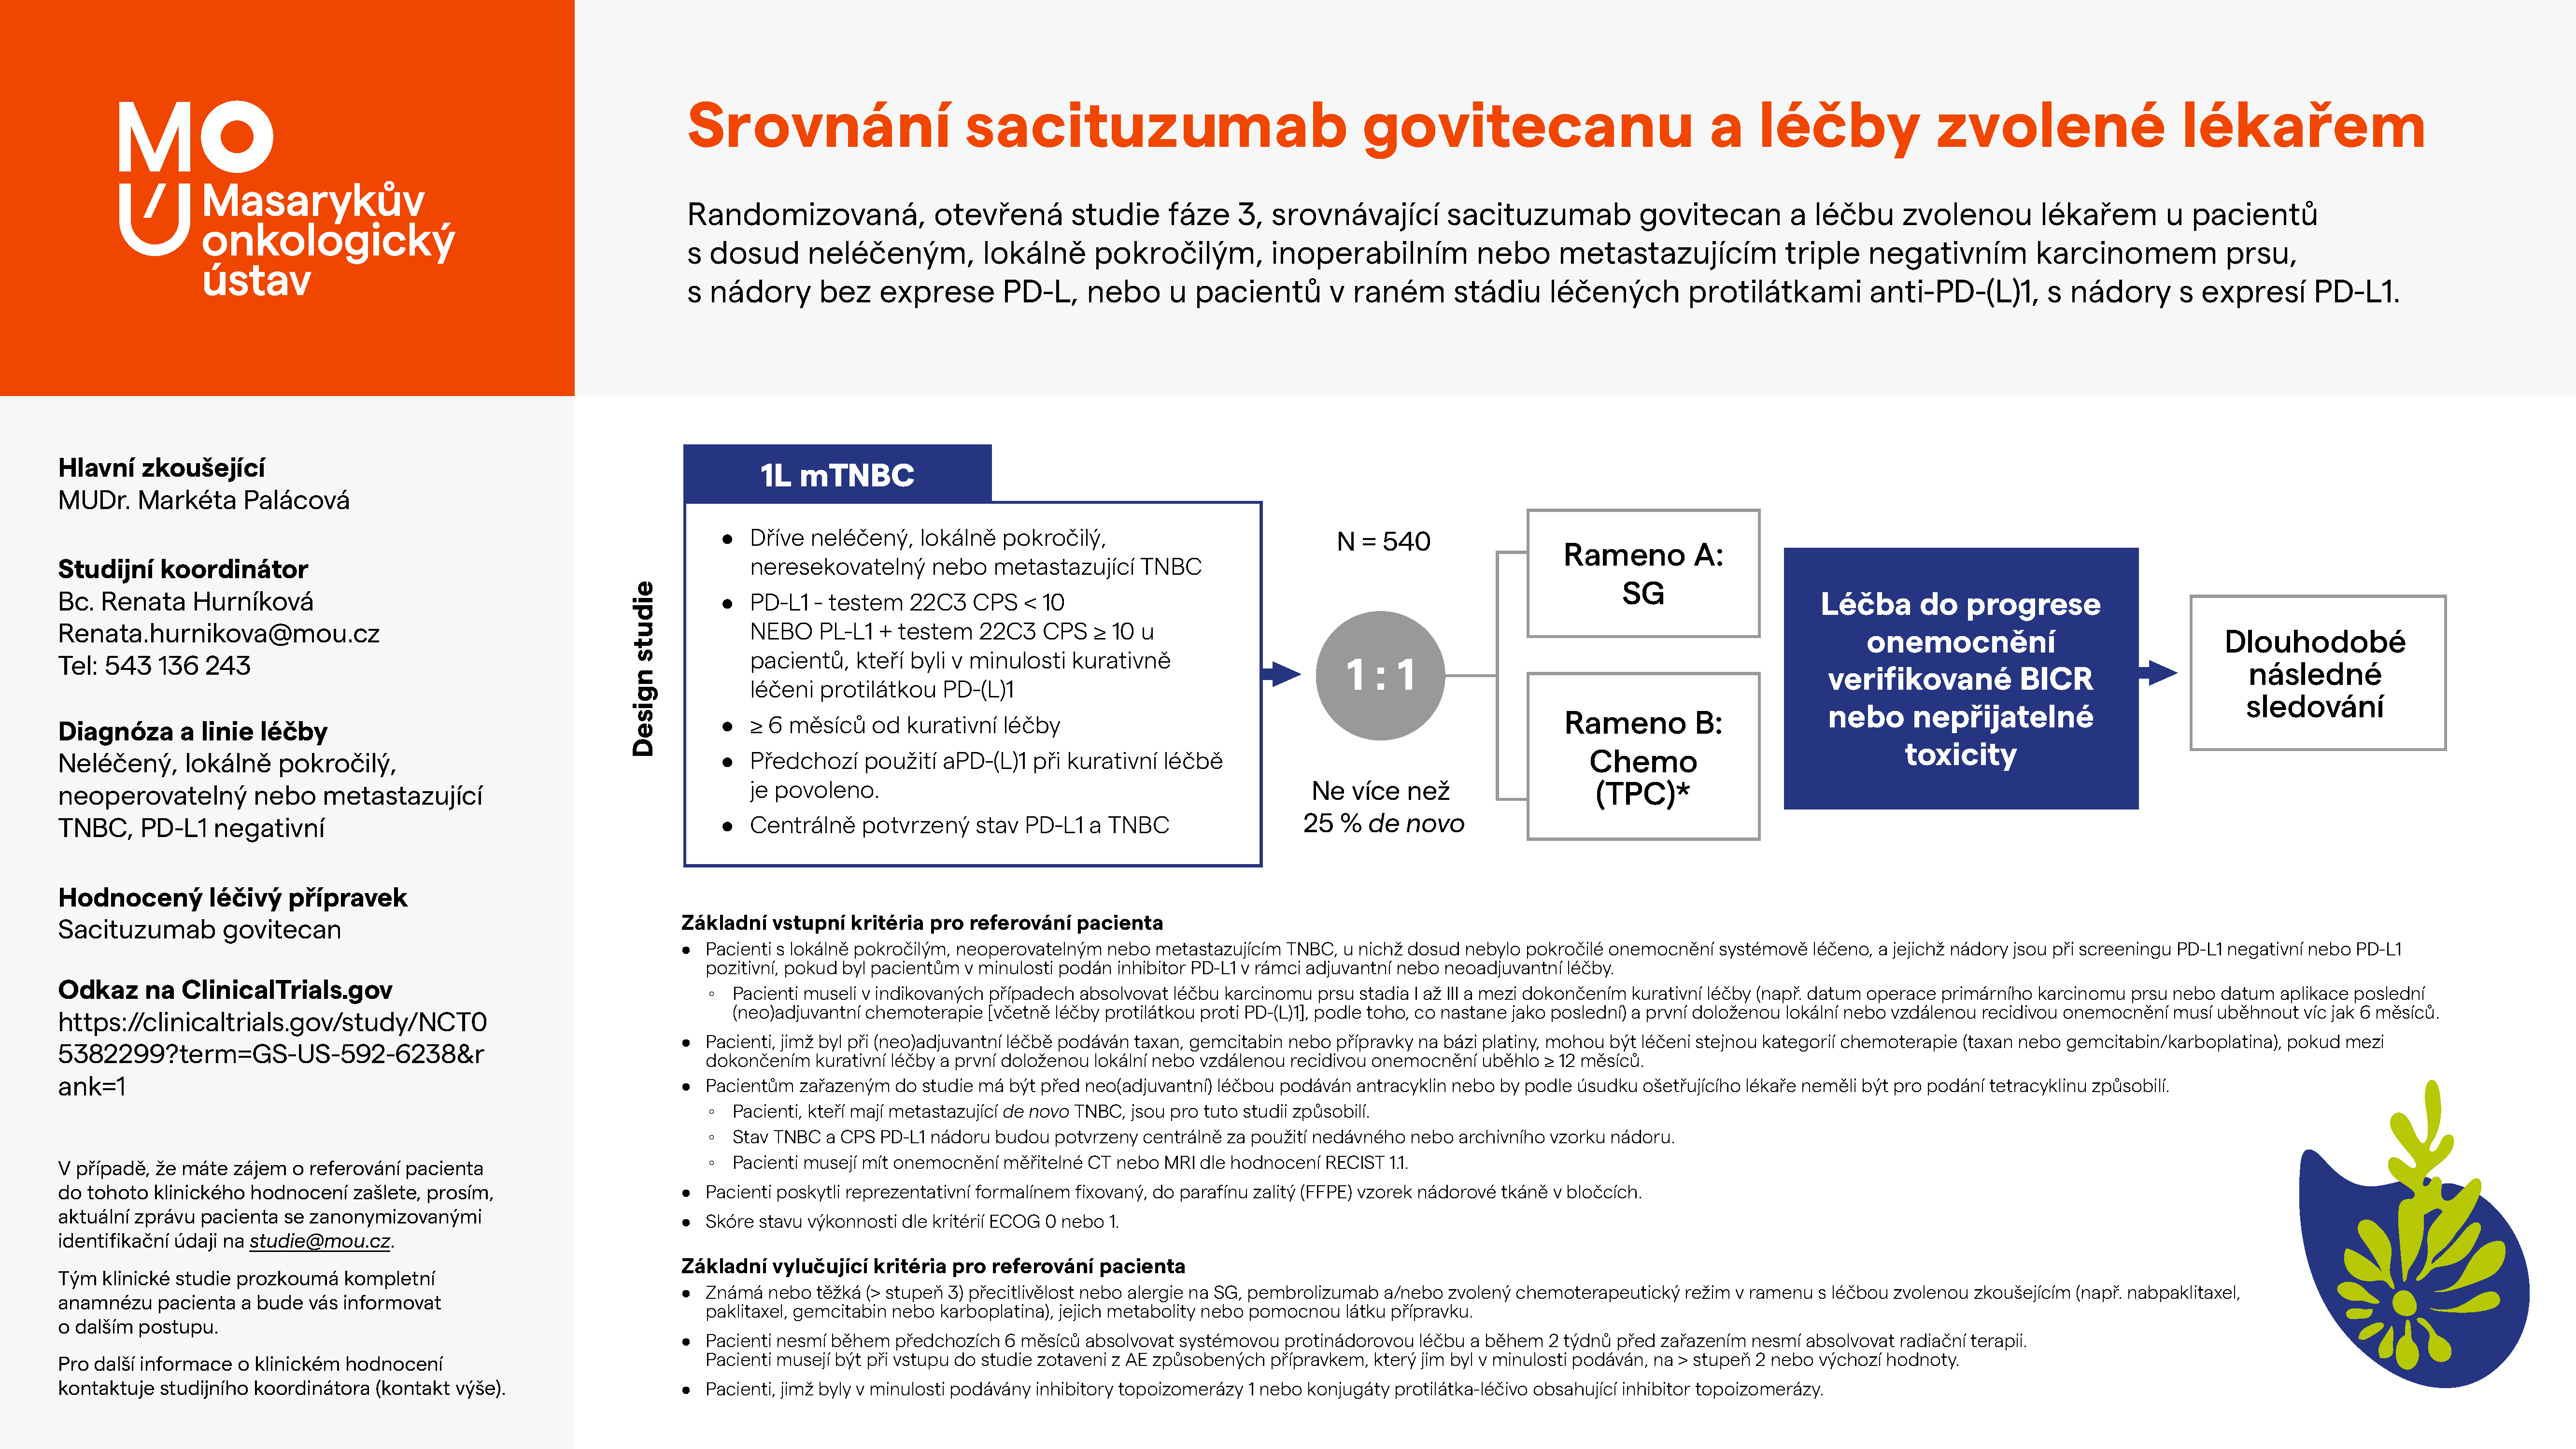 MOÚ
Masarykův
onkologický
ústav
Srovnání sacituzumab govitecanu a léčby zvolené lékařem
Randomizovaná, otevřená studie fáze 3, srovnávající sacituzumab govitecan a léčbu zvolenou lékařem u pacientů
s dosud neléčeným, lokálně pokročilým, inoperabilním nebo metastazujícím triple negativním karcinomem prsu,
s nádory bez exprese PD-L, nebo u pacientů v raném stádiu léčených protilátkami anti-PD-(L)1, s nádory s expresí PD-L1.
Hlavní zkoušející
MUDr. Markéta Palácová
Studijní koordinátor
Bc. Renata Hurníková
Renata.hurnikova@mou.cz
Tel: 543 136 243
Diagnóza a linie léčby
Neléčený, lokálně pokročilý,
neoperovatelný nebo metastazující
TNBC, PD-L1 negativní
Hodnocený léčivý přípravek
Sacituzumab govitecan
Odkaz na ClinicalTrials.gov
https://clinicaltrials.gov/study/NCT0
5382299?term=GS-US-592-6238&r
ank=1
V případě, že máte zájem o referování pacienta
do tohoto klinického hodnocení zašlete, prosím,
aktuální zprávu pacienta se zanonymizovanými
identifikační údaji na studie@mou.cz.
Tým klinické studie prozkoumá kompletní
anamnézu pacienta a bude vás informovat
o dalším postupu.
Pro další informace o klinickém hodnocení
kontaktuje studijního koordinátora (kontakt výše).
Design studie
1L mTNBC
● Dříve neléčený, lokálně pokročilý,
neresekovatelný nebo metastazující TNBC
● PD-L1 - testem 22C3 CPS < 10
NEBO PL-L1 + testem 22C3 CPS ≥ 10 u
pacientů, kteří byli v minulosti kurativně
léčeni protilátkou PD-(L)1
● ≥ 6 měsíců od kurativní léčby
● Předchozí použití aPD-(L)1 při kurativní léčbě
je povoleno.
● Centrálně potvrzený stav PD-L1 a TNBC
N = 540
1 : 1
Ne více než
25 % de novo
Rameno A:
SG
Rameno B:
Chemo
(TPC)*
Léčba do progrese
onemocnění
verifikované BICR
nebo nepřijatelné
toxicity
Dlouhodobé
následné
sledování
Základní vstupní kritéria pro referování pacienta
● Pacienti s lokálně pokročilým, neoperovatelným nebo metastazujícím TNBC, u nichž dosud nebylo pokročilé onemocnění systémově léčeno, a jejichž nádory jsou při screeningu PD-L1 negativní nebo PD-L1
pozitivní, pokud byl pacientům v minulosti podán inhibitor PD-L1 v rámci adjuvantní nebo neoadjuvantní léčby.
◦ Pacienti museli v indikovaných případech absolvovat léčbu karcinomu prsu stadia I až III a mezi dokončením kurativní léčby (např. datum operace primárního karcinomu prsu nebo datum aplikace poslední
(neo)adjuvantní chemoterapie [včetně léčby protilátkou proti PD-(L)1], podle toho, co nastane jako poslední) a první doloženou lokální nebo vzdálenou recidivou onemocnění musí uběhnout víc jak 6 měsíců.
● Pacienti, jimž byl při (neo)adjuvantní léčbě podáván taxan, gemcitabin nebo přípravky na bázi platiny, mohou být léčeni stejnou kategorií chemoterapie (taxan nebo gemcitabin/karboplatina), pokud mezi
dokončením kurativní léčby a první doloženou lokální nebo vzdálenou recidivou onemocnění uběhlo ≥ 12 měsíců.
● Pacientům zařazeným do studie má být před neo(adjuvantní) léčbou podáván antracyklin nebo by podle úsudku ošetřujícího lékaře neměli být pro podání tetracyklinu způsobilí.
◦ Pacienti, kteří mají metastazující de novo TNBC, jsou pro tuto studii způsobilí.
◦ Stav TNBC a CPS PD-L1 nádoru budou potvrzeny centrálně za použití nedávného nebo archivního vzorku nádoru.
◦ Pacienti musejí mít onemocnění měřitelné CT nebo MRI dle hodnocení RECIST 1.1.
● Pacienti poskytli reprezentativní formalínem fixovaný, do parafínu zalitý (FFPE) vzorek nádorové tkáně v bločcích.
● Skóre stavu výkonnosti dle kritérií ECOG 0 nebo 1.
Základní vylučující kritéria pro referování pacienta
● Známá nebo těžká (> stupeň 3) přecitlivělost nebo alergie na SG, pembrolizumab a/nebo zvolený chemoterapeutický režim v ramenu s léčbou zvolenou zkoušejícím (např. nabpaklitaxel,
paklitaxel, gemcitabin nebo karboplatina), jejich metabolity nebo pomocnou látku přípravku.
● Pacienti nesmí během předchozích 6 měsíců absolvovat systémovou protinádorovou léčbu a během 2 týdnů před zařazením nesmí absolvovat radiační terapii.
Pacienti musejí být při vstupu do studie zotaveni z AE způsobených přípravkem, který jim byl v minulosti podáván, na > stupeň 2 nebo výchozí hodnoty.
● Pacienti, jimž byly v minulosti podávány inhibitory topoizomerázy 1 nebo konjugáty protilátka-léčivo obsahující inhibitor topoizomerázy.